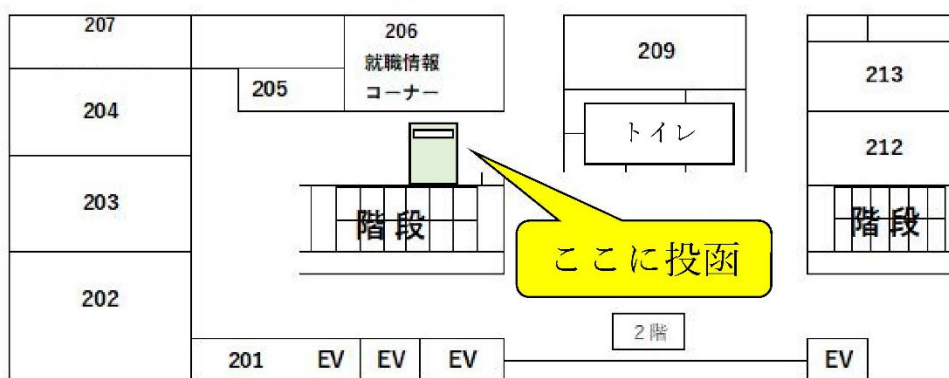 207
206
就職情報
コーナー
209
213
204
205
トイレ
212
203
階段
階段
ここに投函
202
2階
201
EV
EV
EV
EV